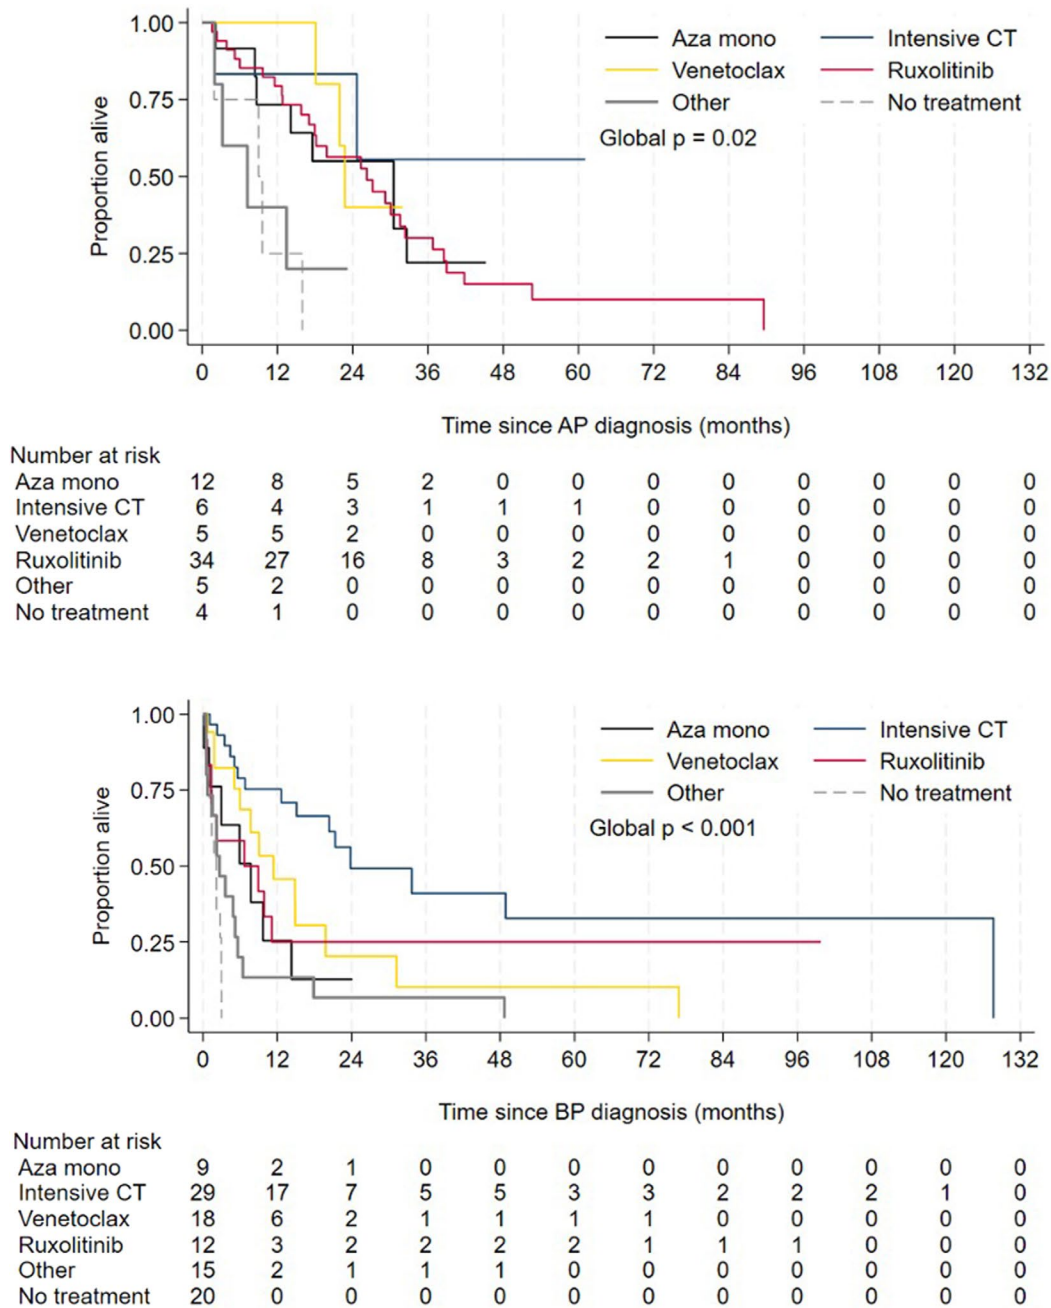 1.00
0.75
0.50
0.25
0.00
Proportion alive
Aza mono
Intensive CT
Venetoclax
Ruxolitinib
Other
No treatment
Global p = 0.02
0 12 24 36 48 60 72 84 96 108 120 132
Time since AP diagnosis (months)
Number at risk
Aza mono 12 8 5 2 0 0 0 0 0 0 0 0
Intensive CT 6 4 3 1 1 1 0 0 0 0 0 0
Venetoclax 5 5 2 0 0 0 0 0 0 0 0 0
Ruxolitinib 34 27 16 8 3 2 2 1 0 0 0 0
Other 5 2 0 0 0 0 0 0 0 0 0 0
No treatment 4 1 0 0 0 0 0 0 0 0 0 0
1.00
0.75
0.50
0.25
0.00
Proportion alive
Aza mono
Intensive CT
Venetoclax
Ruxolitinib
Other
No treatment
Global p < 0.001
0 12 24 36 48 60 72 84 96 108 120 132
Time since BP diagnosis (months)
Number at risk
Aza mono 9 2 1 0 0 0 0 0 0 0 0 0
Intensive CT 29 17 7 5 5 3 3 2 2 2 1 0
Venetoclax 18 6 2 1 1 1 1 0 0 0 0 0
Ruxolitinib 12 3 2 2 2 2 1 1 1 0 0 0
Other 15 2 1 1 1 0 0 0 0 0 0 0
No treatment 20 0 0 0 0 0 0 0 0 0 0 0